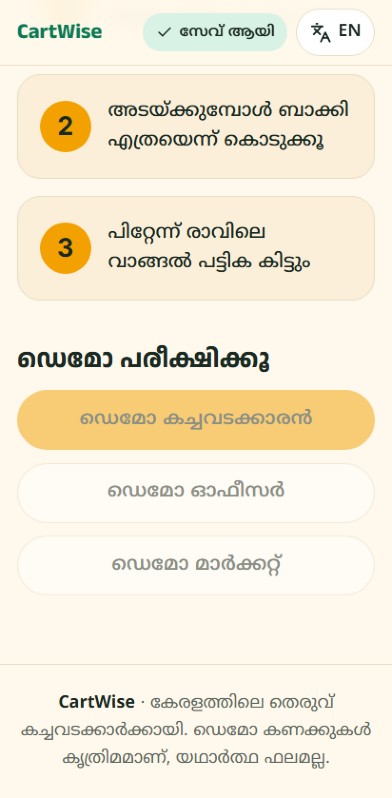 CartWise
സേവ് ആയി
EN
2
അടയ്ക്കുമ്പോൾ ബാക്കി
എത്രയെന്ന് കൊടുക്കൂ
3
പിറ്റേന്ന് രാവിലെ
വാങ്ങൽ പട്ടിക കിട്ടും
ഡെമോ പരീക്ഷിക്കൂ
ഡെമോ കച്ചവടക്കാരൻ
ഡെമോ ഓഫീസർ
ഡെമോ മാർക്കറ്റ്
CartWise · കേരളത്തിലെ തെരുവ്
കച്ചവടക്കാർക്കായി. ഡെമോ കണക്കുകൾ
കൃത്രിമമാണ്, യഥാർത്ഥ ഫലമല്ല.